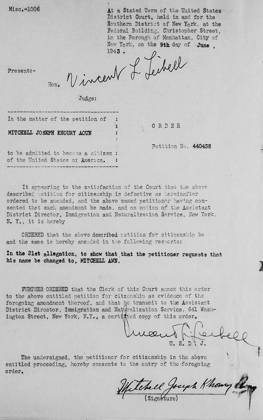 Misc.-1006
At a Stated Term of the United States
District Court, held in and for the
Southern District of New York, at the
Federal Building, Christopher Street,
in the Borough of Manhattan, City of
New York, on the 9th day of June
1943.
Present:-
Hon. Vincent L Leibell
Judge:
In the matter of the petition of
MITCHELL JOSEPH KHOURY ACUN
to be admitted to become a citizen
of the United States of America.
ORDER
Petition No. 440438
It appearing to the satisfaction of the Court that the above
described petition for citizenship is defective as hereinafter
ordered to be amended, and the above named petitioner having con-
sented that such amendment be made, and on motion of the Assistant
District Director, Immigration and Naturalization Service, New York,
N. Y., it is hereby
ORDERED that the above described petition for citizenship be
and the same is hereby amended in the following respects:
In the 21st allegation, to show that that the petitioner requests that
his name be changed to, MITCHELL
FURTHER ORDERED that the Clerk of this Court annex this order
to the above entitled petition for citizenship as evidence of the
foregoing amendment thereof, and that he transmit to the Assistant
District Director, Immigration and Naturalization Service, 641 Wash-
ington Street, New York, N.Y., a certified copy of this order.
Vincent L. Leibell
U. S. D. J.
The undersigned, the petitioner for citizenship in the above
entitled proceeding, hereby consents to the entry of the foregoing
order.
Mitchell Joseph Khoury
(Signature)